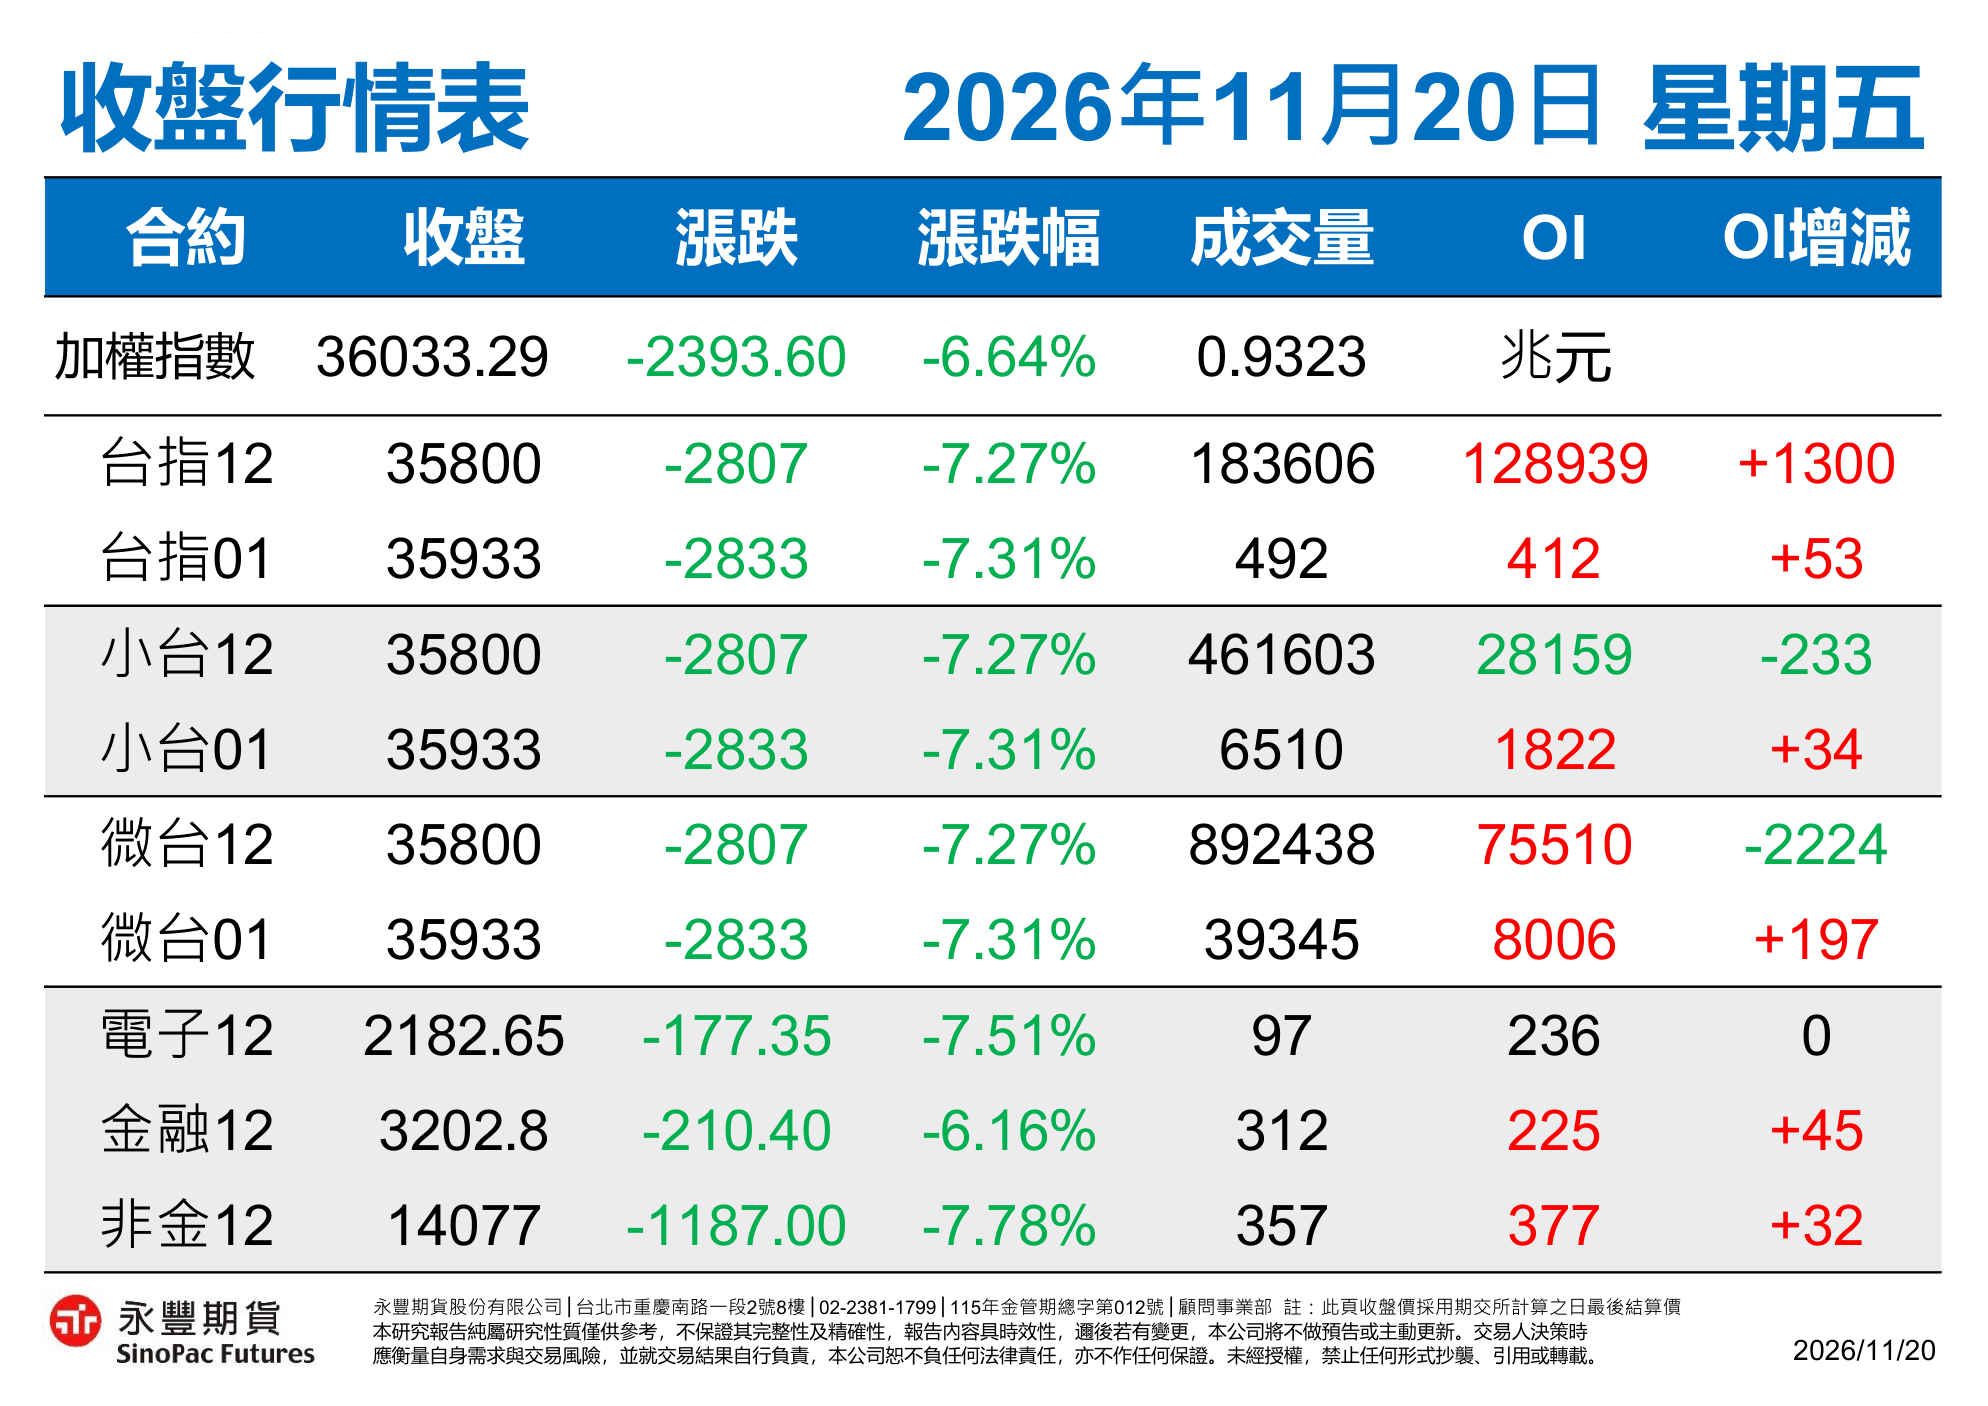 收盤行情表 2026年11月20日 星期五
合約 收盤 漲跌 漲跌幅 成交量 OI OI增減
加權指數 36033.29 -2393.60 -6.64% 0.9323 兆元
台指12 35800 -2807 -7.27% 183606 128939 +1300
台指01 35933 -2833 -7.31% 492 412 +53
小台12 35800 -2807 -7.27% 461603 28159 -233
小台01 35933 -2833 -7.31% 6510 1822 +34
微台12 35800 -2807 -7.27% 892438 75510 -2224
微台01 35933 -2833 -7.31% 39345 8006 +197
電子12 2182.65 -177.35 -7.51% 97 236 0
金融12 3202.8 -210.40 -6.16% 312 225 +45
非金12 14077 -1187.00 -7.78% 357 377 +32
永豐期貨
SinoPac Futures
永豐期貨股份有限公司|台北市重慶南路一段2號8樓|02-2381-1799|115年金管期總字第012號|顧問事業部 註：此頁收盤價採用期交所計算之日最後結算價
本研究報告純屬研究性質僅供參考，不保證其完整性及精確性，報告內容具時效性，邇後若有變更，本公司將不做預告或主動更新。交易人決策時
應衡量自身需求與交易風險，並就交易結果自行負責，本公司恕不負任何法律責任，亦不作任何保證。未經授權，禁止任何形式抄襲、引用或轉載。
2026/11/20